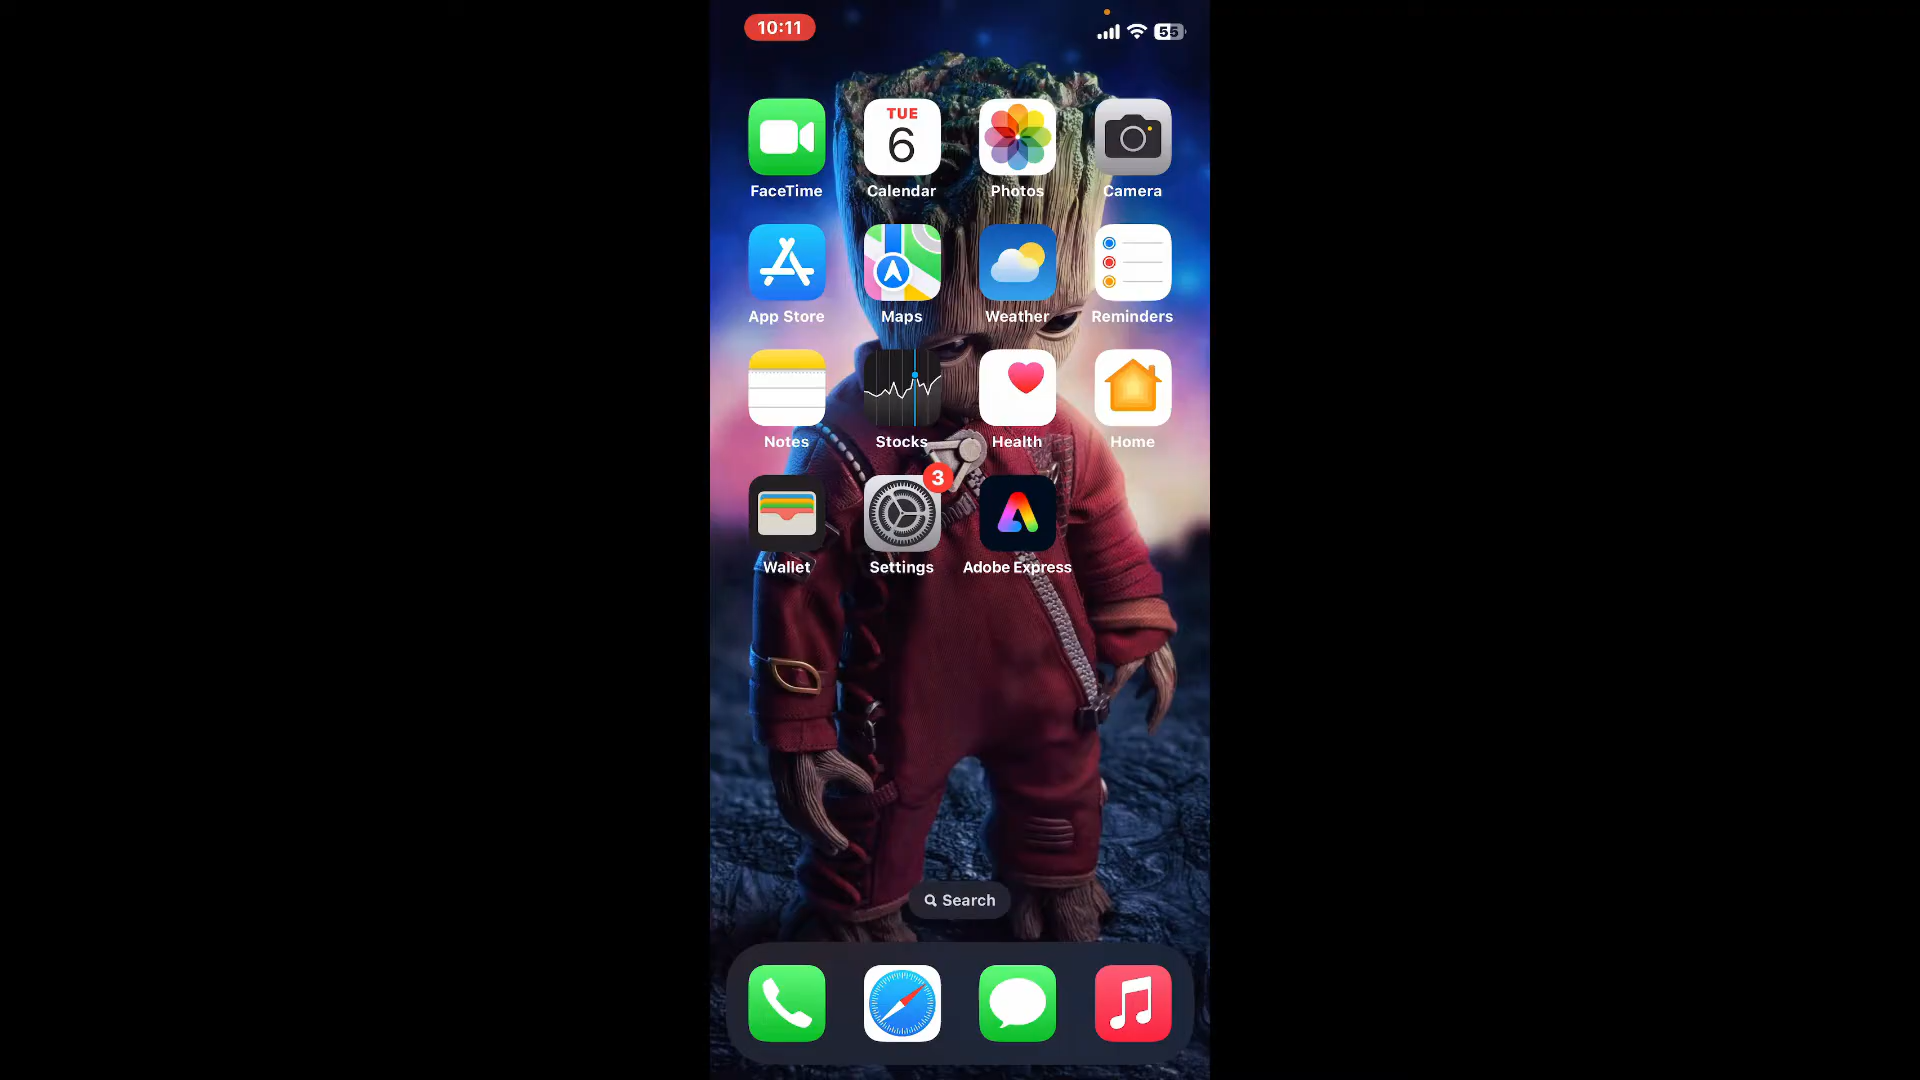 10:11
55
TUE
6
FaceTime Calendar Photos Camera
App Store Maps Weather Reminders
Notes Stocks Health Home
3
Wallet Settings Adobe Express
Search